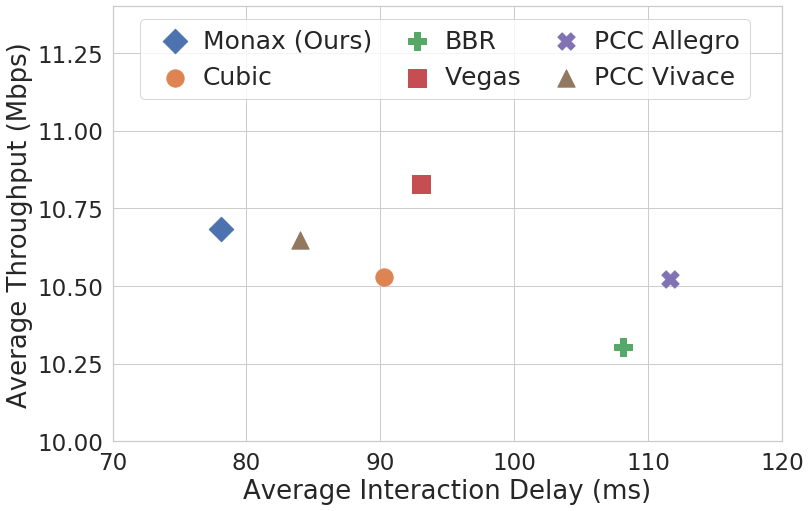 Monax (Ours) BBR PCC Allegro
Cubic Vegas PCC Vivace
Average Throughput (Mbps)
11.25
11.00
10.75
10.50
10.25
10.00
70 80 90 100 110 120
Average Interaction Delay (ms)